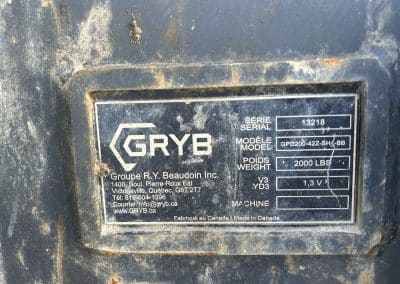 GRYB
Groupe R.Y. Beaudoin Inc.
1400, boul. Pierre-Roux Est
Victoriaville, Québec, G6T 2T7
Tél: 819-604-1396
Courriel: info@gryb.ca
www.GRYB.ca
SÉRIE
SERIAL 13218
MODÈLE
MODEL GPB200-42Z-SH
POIDS
WEIGHT 2000 LBS
V3
YD3 1,3 V
MACHINE
Fabriqué au Canada / Made in Canada